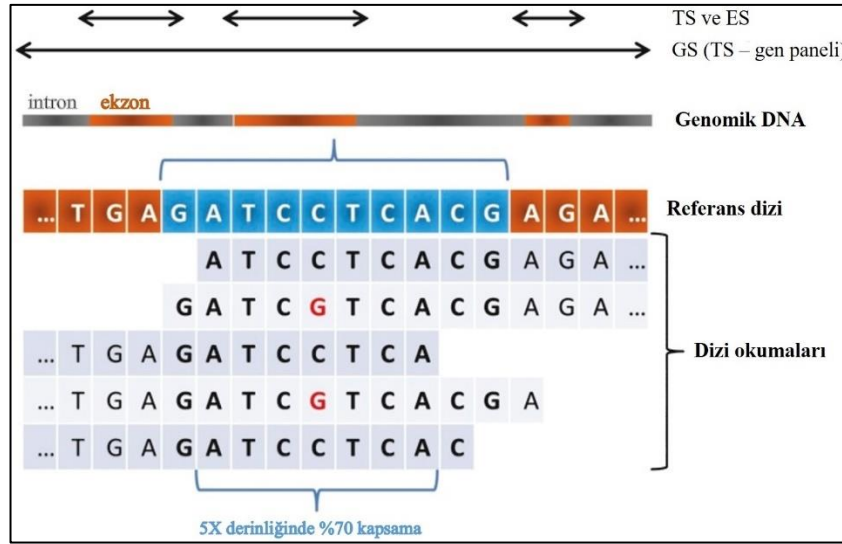 TS ve ES
GS (TS – gen paneli)
intron ekzon
Genomik DNA
... T G A G A T C C T C A C G A G A ...
Referans dizi
A T C C T C A C G A G A ...
G A T C G T C A C G A G A ...
... T G A G A T C C T C A
Dizi okumaları
... T G A G A T C G T C A C G A
... T G A G A T C C T C A C
5X derinliğinde %70 kapsama